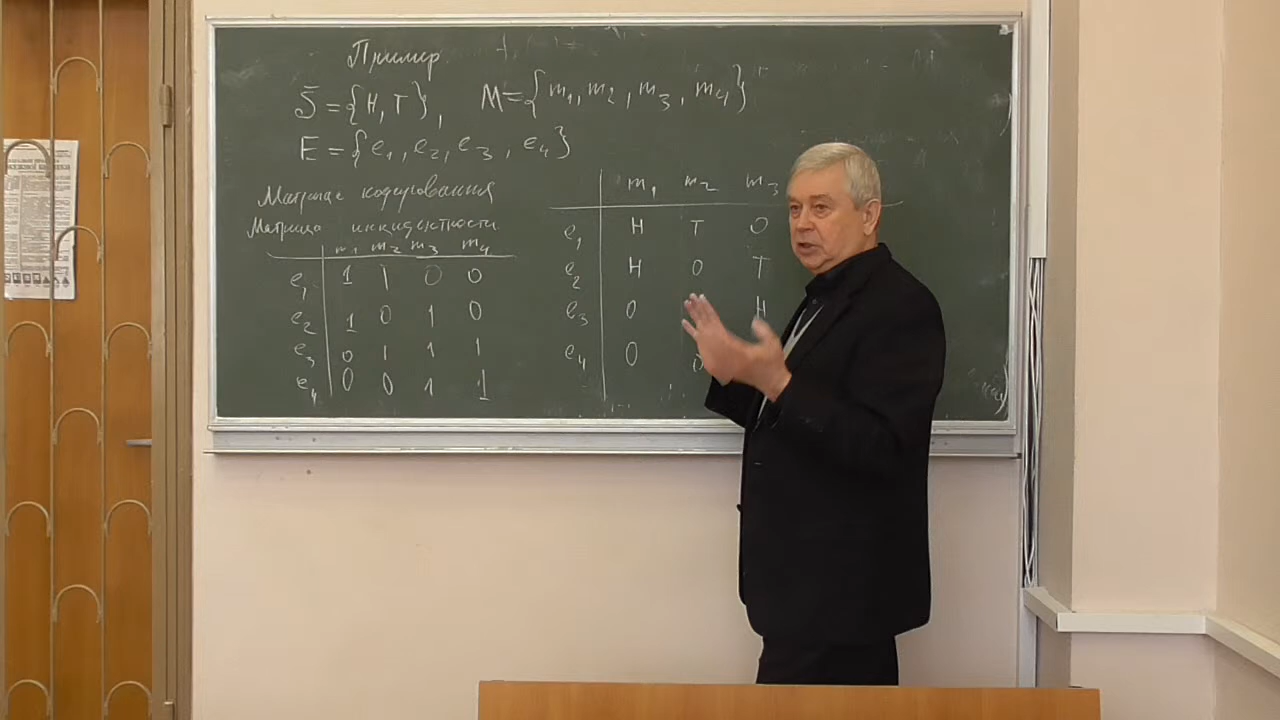 Пример
S̄ = {H, T}, M = {m₁, m₂, m₃, m₄}
E = {e₁, e₂, e₃, e₄}
Матрица кодирования
Матрица инкидентности
m₁ m₂ m₃ m₄
e₁ 1 1 0 0
e₂ 1 0 1 0
e₃ 0 1 1 1
e₄ 0 0 1 1
m₁ m₂ m₃
e₁ H T 0
e₂ H 0 T
e₃ 0 H
e₄ 0